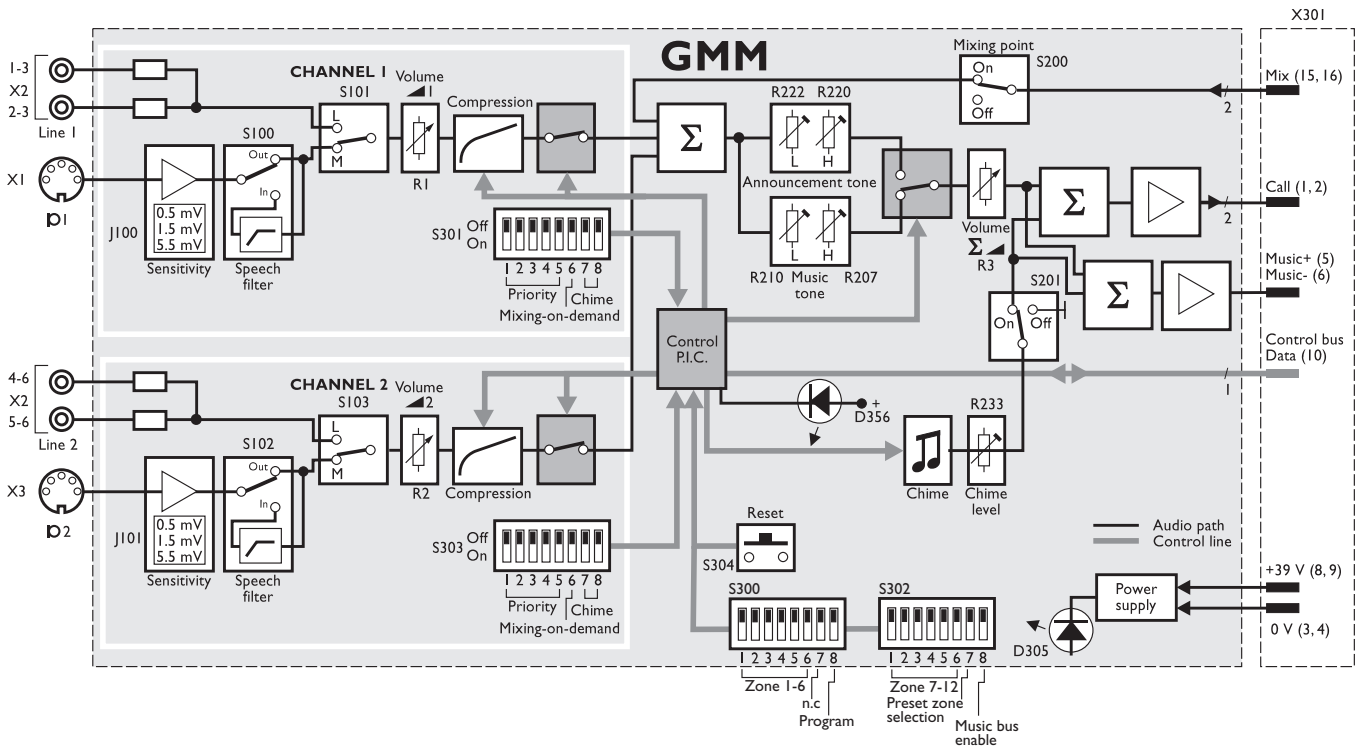 X301
GMM
Mixing point
On
Off
S200
Mix (15, 16)
2
1-3
X2
2-3
Line 1
X1
1
CHANNEL 1
S101
L
M
Volume
1
R1
Compression
S100
Out
In
J100
0.5 mV
1.5 mV
5.5 mV
Sensitivity
Speech
filter
S301
Off
On
1 2 3 4 5 6 7 8
Priority
Chime
Mixing-on-demand
Σ
R222 R220
L H
Announcement tone
L H
R210 Music R207
tone
Volume
Σ
R3
Σ
Call (1, 2)
2
Σ
Music+ (5)
Music- (6)
S201
On Off
Control
P.I.C.
Control bus
Data (10)
1
4-6
X2
5-6
Line 2
X3
2
CHANNEL 2
S103
L
M
Volume
2
R2
Compression
S102
Out
In
J101
0.5 mV
1.5 mV
5.5 mV
Sensitivity
Speech
filter
S303
Off
On
1 2 3 4 5 6 7 8
Priority
Chime
Mixing-on-demand
+
D356
Chime
R233
Chime
level
Reset
S304
S300
1 2 3 4 5 6 7 8
Zone 1-6
n.c
Program
S302
1 2 3 4 5 6 7 8
Zone 7-12
Preset zone
selection
Music bus
enable
Audio path
Control line
Power
supply
D305
+39 V (8, 9)
0 V (3, 4)